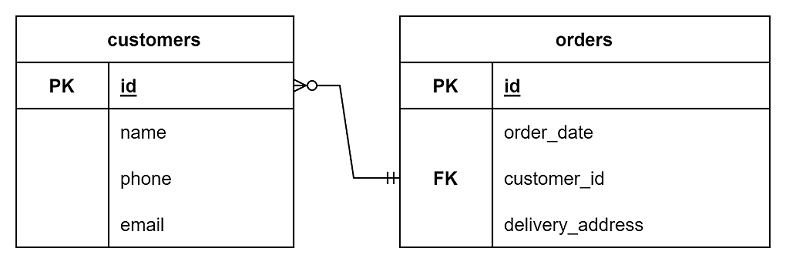 customers
PK id
name
phone
email
orders
PK id
order_date
FK customer_id
delivery_address